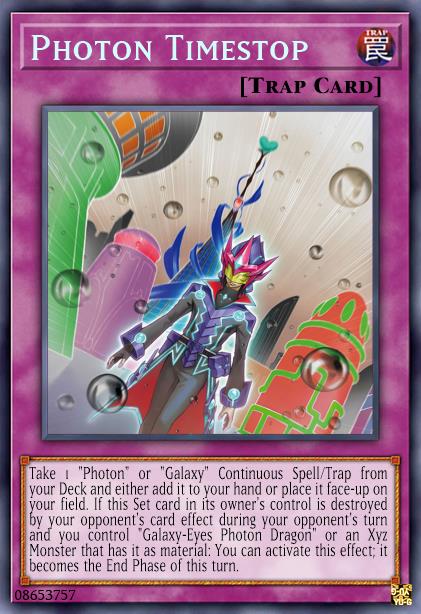 PHOTON TIMESTOP
TRAP
罠
[TRAP CARD]
Take 1 "Photon" or "Galaxy" Continuous Spell/Trap from
your Deck and either add it to your hand or place it face-up on
your field. If this Set card in its owner's control is destroyed
by your opponent's card effect during your opponent's turn
and you control "Galaxy-Eyes Photon Dragon" or an Xyz
Monster that has it as material: You can activate this effect; it
becomes the End Phase of this turn.
08653757